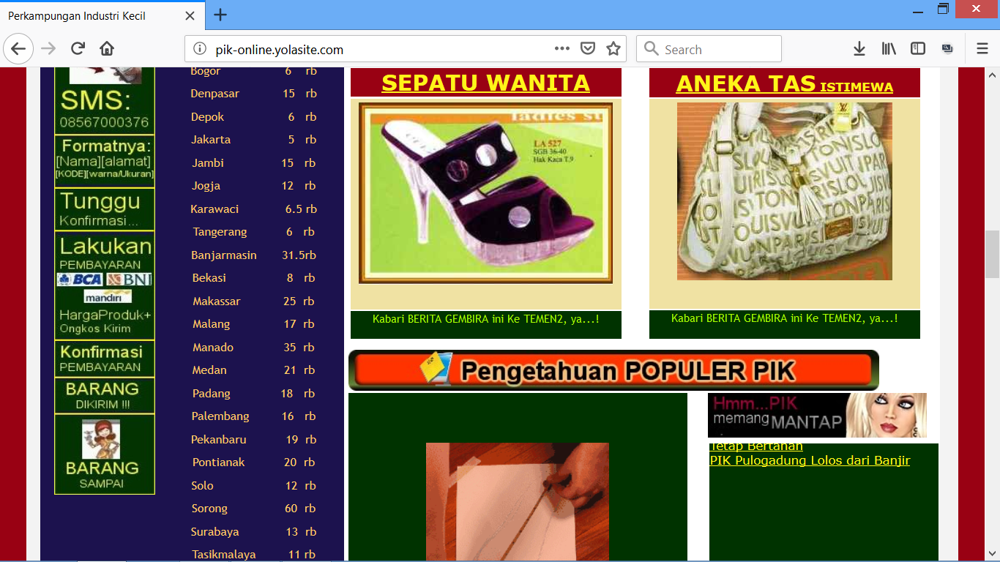 Perkampungan Industri Kecil
pik-online.yolasite.com
Search
SMS:
08567000376
Formatnya:
[Nama][alamat]
[KODE][warna/Ukuran]
Tunggu
Konfirmasi...
Lakukan
PEMBAYARAN
BCA BNI
mandiri
HargaProduk+
Ongkos Kirim
Konfirmasi
PEMBAYARAN
BARANG
DIKIRIM !!!
BARANG
SAMPAI
Bogor 6 rb
Denpasar 15 rb
Depok 6 rb
Jakarta 5 rb
Jambi 15 rb
Jogja 12 rb
Karawaci 6.5 rb
Tangerang 6 rb
Banjarmasin 31.5rb
Bekasi 8 rb
Makassar 25 rb
Malang 17 rb
Manado 35 rb
Medan 21 rb
Padang 18 rb
Palembang 16 rb
Pekanbaru 19 rb
Pontianak 20 rb
Solo 12 rb
Sorong 60 rb
Surabaya 13 rb
Tasikmalaya 11 rb
SEPATU WANITA
LA 527
SGB 36-40
Hak Kaca T.9
Kabari BERITA GEMBIRA ini Ke TEMEN2, ya...!
ANEKA TAS ISTIMEWA
Kabari BERITA GEMBIRA ini Ke TEMEN2, ya...!
Pengetahuan POPULER PIK
Hmm...PIK
memang MANTAP
Tetap Bertahan
PIK Pulogadung Lolos dari Banjir